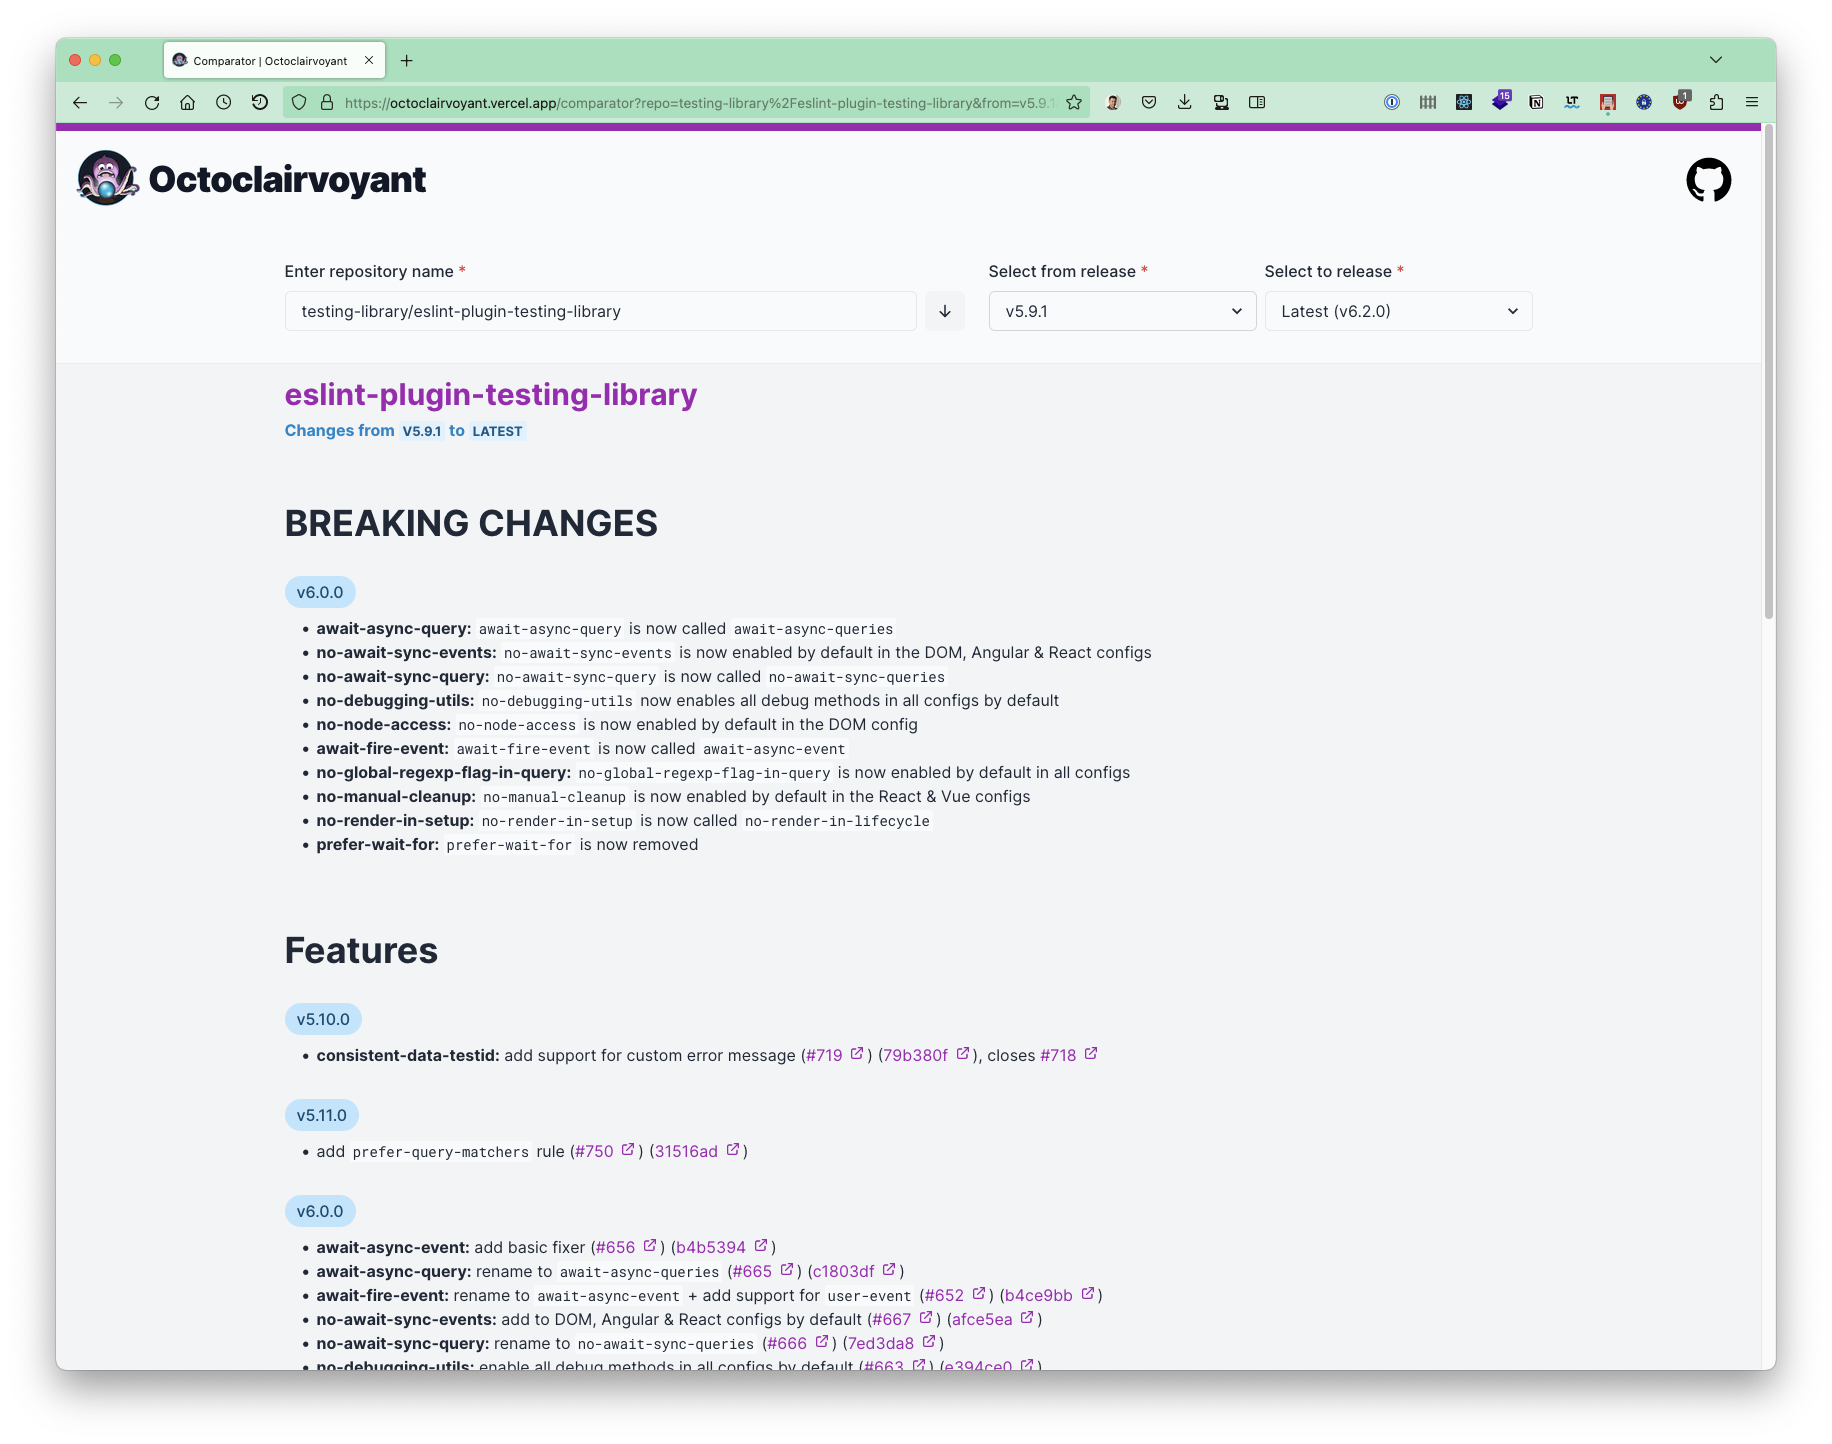 Comparator | Octoclairvoyant
https://octoclairvoyant.vercel.app/comparator?repo=testing-library%2Feslint-plugin-testing-library&from=v5.9.1
15
1
Octoclairvoyant
Enter repository name *
Select from release *
Select to release *
testing-library/eslint-plugin-testing-library
v5.9.1
Latest (v6.2.0)
eslint-plugin-testing-library
Changes from V5.9.1 to LATEST
BREAKING CHANGES
v6.0.0
• await-async-query: await-async-query is now called await-async-queries
• no-await-sync-events: no-await-sync-events is now enabled by default in the DOM, Angular & React configs
• no-await-sync-query: no-await-sync-query is now called no-await-sync-queries
• no-debugging-utils: no-debugging-utils now enables all debug methods in all configs by default
• no-node-access: no-node-access is now enabled by default in the DOM config
• await-fire-event: await-fire-event is now called await-async-event
• no-global-regexp-flag-in-query: no-global-regexp-flag-in-query is now enabled by default in all configs
• no-manual-cleanup: no-manual-cleanup is now enabled by default in the React & Vue configs
• no-render-in-setup: no-render-in-setup is now called no-render-in-lifecycle
• prefer-wait-for: prefer-wait-for is now removed
Features
v5.10.0
• consistent-data-testid: add support for custom error message (#719) (79b380f), closes #718
v5.11.0
• add prefer-query-matchers rule (#750) (31516ad)
v6.0.0
• await-async-event: add basic fixer (#656) (b4b5394)
• await-async-query: rename to await-async-queries (#665) (c1803df)
• await-fire-event: rename to await-async-event + add support for user-event (#652) (b4ce9bb)
• no-await-sync-events: add to DOM, Angular & React configs by default (#667) (afce5ea)
• no-await-sync-query: rename to no-await-sync-queries (#666) (7ed3da8)
• no-debugging-utils: enable all debug methods in all configs by default (#663) (e394ce0)